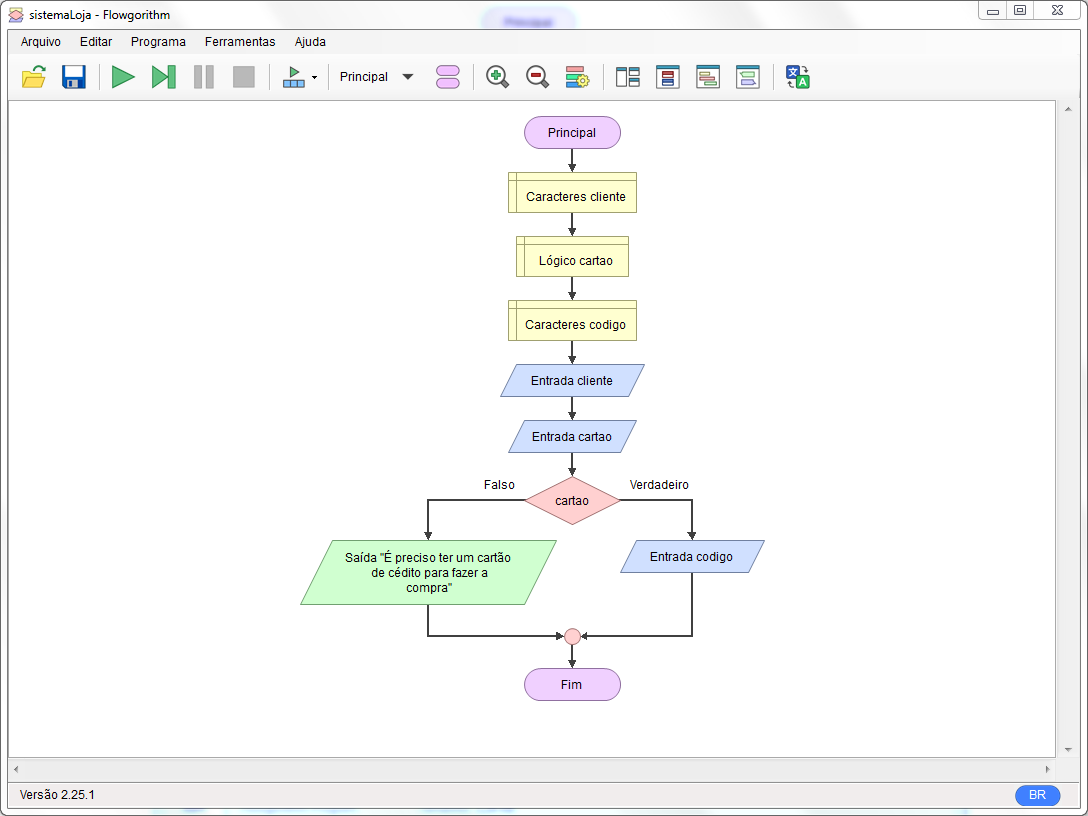 sistemaLoja - Flowgorithm
Arquivo Editar Programa Ferramentas Ajuda
Principal
Principal
Caracteres cliente
Lógico cartao
Caracteres codigo
Entrada cliente
Entrada cartao
Falso
Verdadeiro
cartao
Saída "É preciso ter um cartão
de cédito para fazer a
compra"
Entrada codigo
Fim
Versão 2.25.1
BR